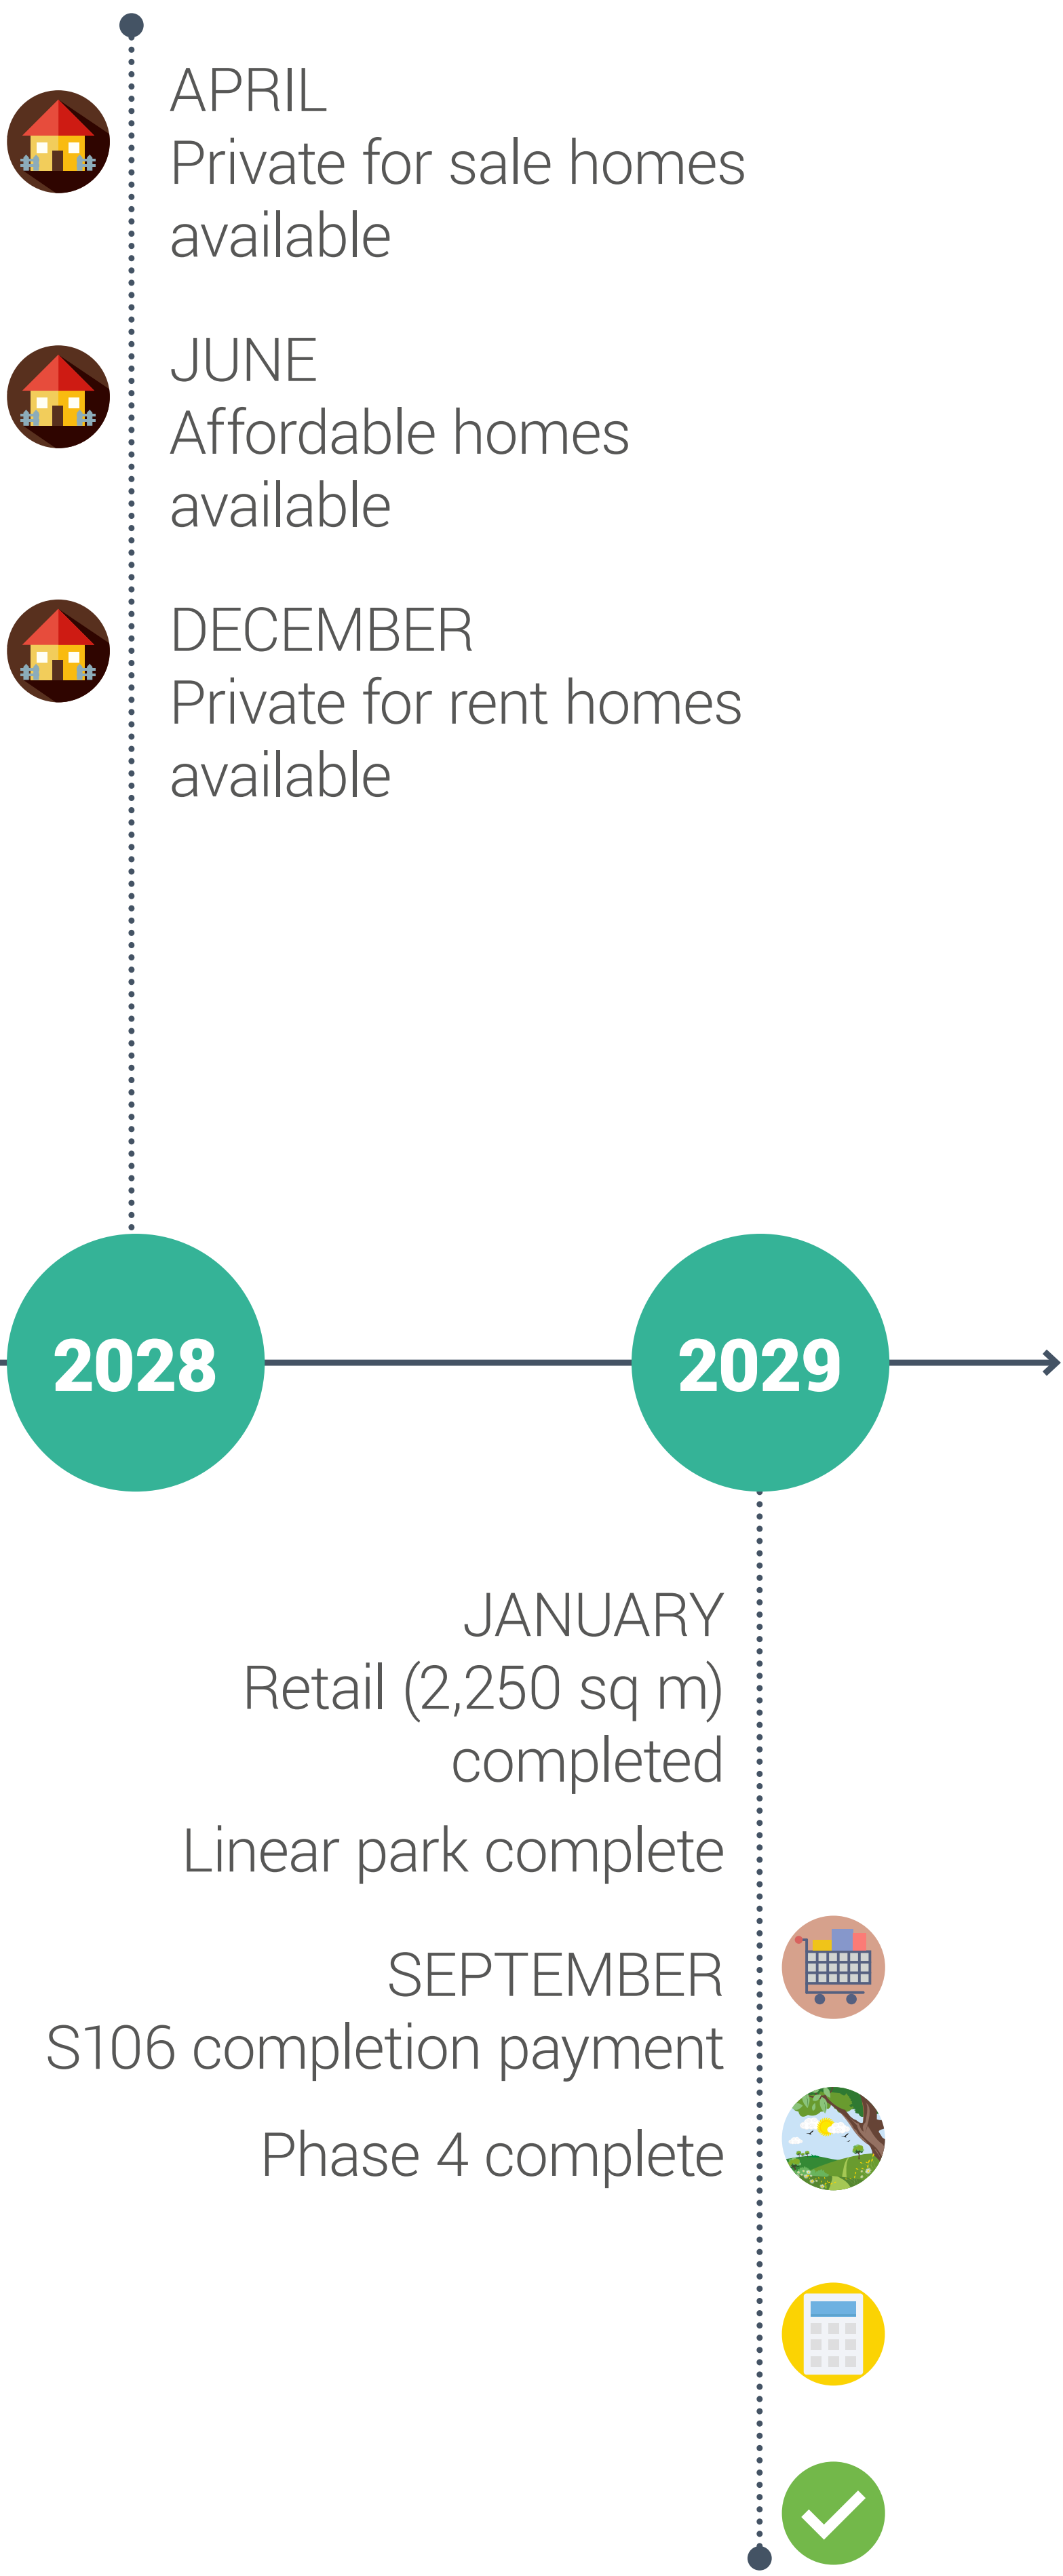 APRIL
Private for sale homes
available
JUNE
Affordable homes
available
DECEMBER
Private for rent homes
available
2028
2029
JANUARY
Retail (2,250 sq m)
completed
Linear park complete
SEPTEMBER
S106 completion payment
Phase 4 complete